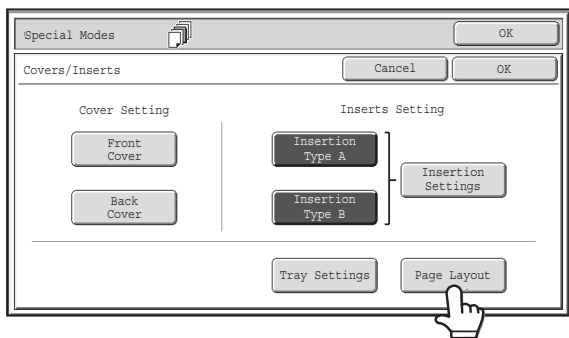 Special Modes
OK
Covers/Inserts
Cancel
OK
Cover Setting
Inserts Setting
Front
Cover
Insertion
Type A
Insertion
Settings
Back
Cover
Insertion
Type B
Tray Settings
Page Layout